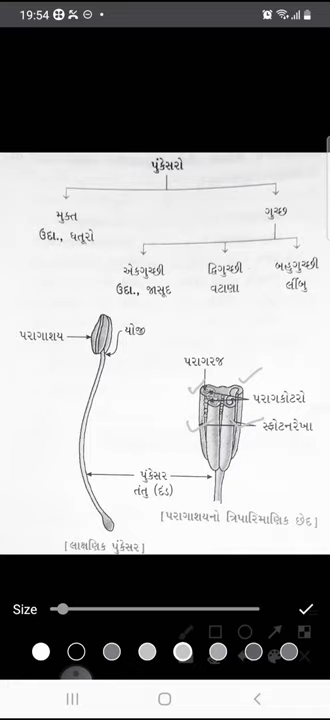 19:54
પુંકેસરો
મુક્ત
ઉદા., ધતૂરો
ગુચ્છ
એકગુચ્છી
ઉદા., જાસૂદ
દ્વિગુચ્છી
વટાણા
બહુગુચ્છી
લીંબુ
પરાગાશય
યોજી
પરાગરજ
પરાગકોટરો
સ્ફોટનરેખા
પુંકેસર
તંતુ (દંડ)
[પરાગાશયનો ત્રિપારિમાણિક છેદ]
[લાક્ષણિક પુંકેસર]
Size